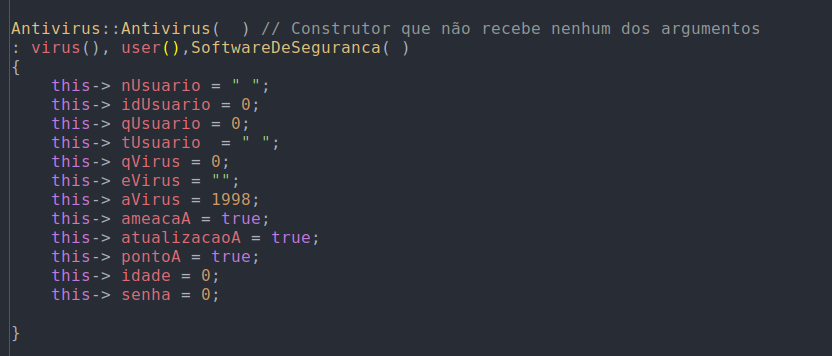 Antivirus::Antivirus(  ) // Construtor que não recebe nenhum dos argumentos
: virus(), user(),SoftwareDeSeguranca( )
{
    this-> nUsuario = " ";
    this-> idUsuario = 0;
    this-> qUsuario = 0;
    this-> tUsuario  = " ";
    this-> qVirus = 0;
    this-> eVirus = "";
    this-> aVirus = 1998;
    this-> ameacaA = true;
    this-> atualizacaoA = true;
    this-> pontoA = true;
    this-> idade = 0;
    this-> senha = 0;
}